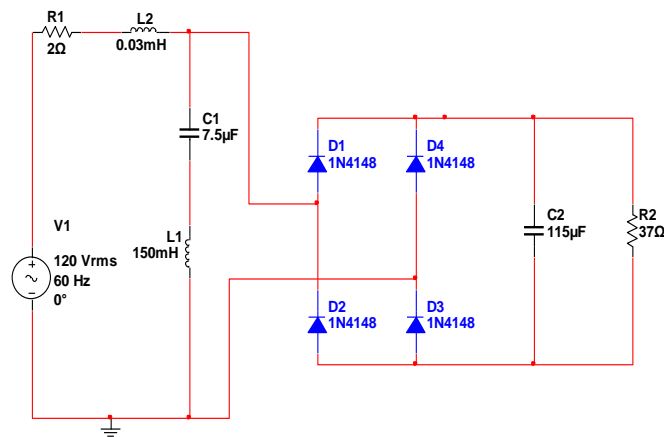 R1
2Ω
L2
0.03mH
C1
7.5µF
L1
150mH
V1
120 Vrms
60 Hz
0°
D1
1N4148
D4
1N4148
D2
1N4148
D3
1N4148
C2
115µF
R2
37Ω